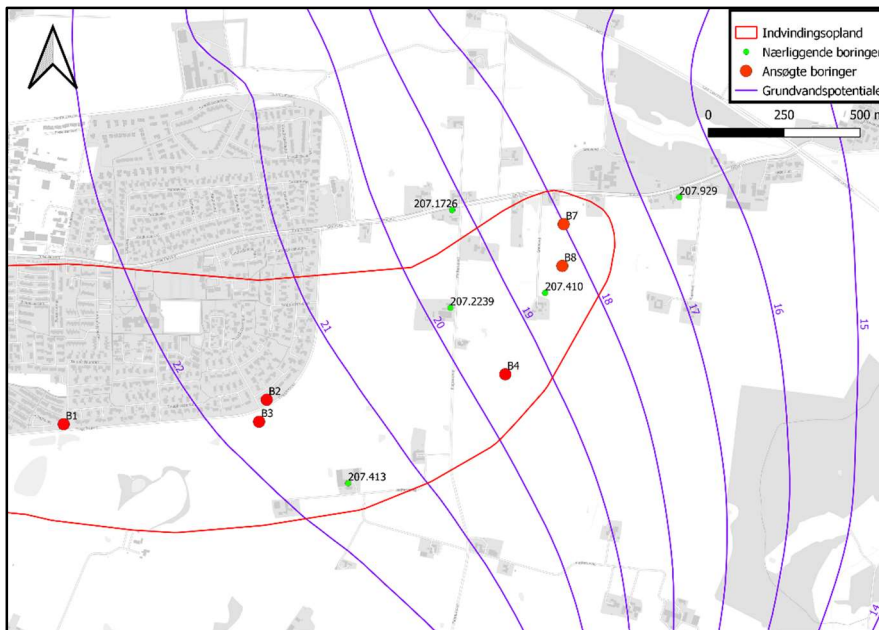 Indvindingsopland
Nærliggende boringer
Ansøgte boringer
Grundvandspotentiale
0 250 500 m
207.929
207.1726
B7
B8
207.410
207.2239
22
21
20
19
18
17
16
15
14
B4
B2
B1
B3
207.413